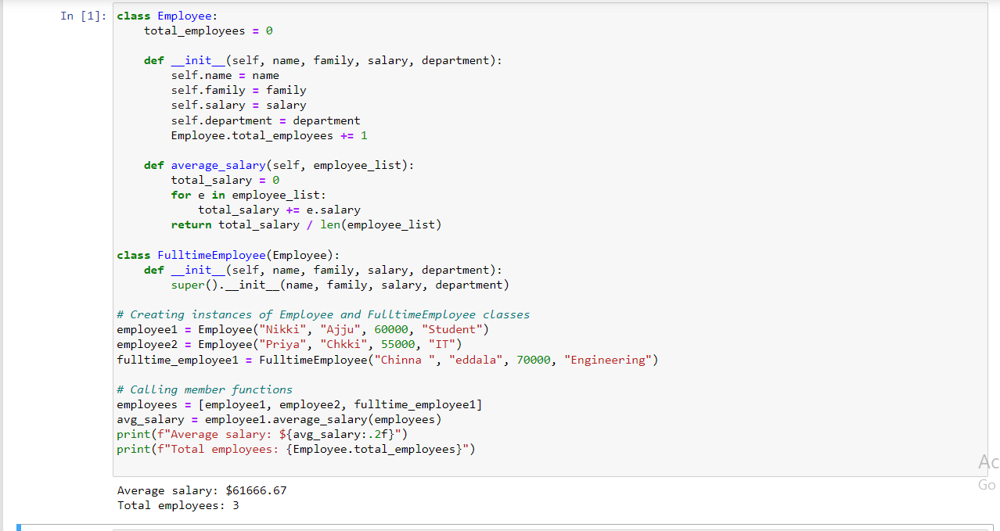 In [1]:
class Employee:
    total_employees = 0

    def __init__(self, name, family, salary, department):
        self.name = name
        self.family = family
        self.salary = salary
        self.department = department
        Employee.total_employees += 1

    def average_salary(self, employee_list):
        total_salary = 0
        for e in employee_list:
            total_salary += e.salary
        return total_salary / len(employee_list)

class FulltimeEmployee(Employee):
    def __init__(self, name, family, salary, department):
        super().__init__(name, family, salary, department)

# Creating instances of Employee and FulltimeEmployee classes
employee1 = Employee("Nikki", "Ajju", 60000, "Student")
employee2 = Employee("Priya", "Chkki", 55000, "IT")
fulltime_employee1 = FulltimeEmployee("Chinna ", "eddala", 70000, "Engineering")

# Calling member functions
employees = [employee1, employee2, fulltime_employee1]
avg_salary = employee1.average_salary(employees)
print(f"Average salary: ${avg_salary:.2f}")
print(f"Total employees: {Employee.total_employees}")

Ac
Go
Average salary: $61666.67
Total employees: 3